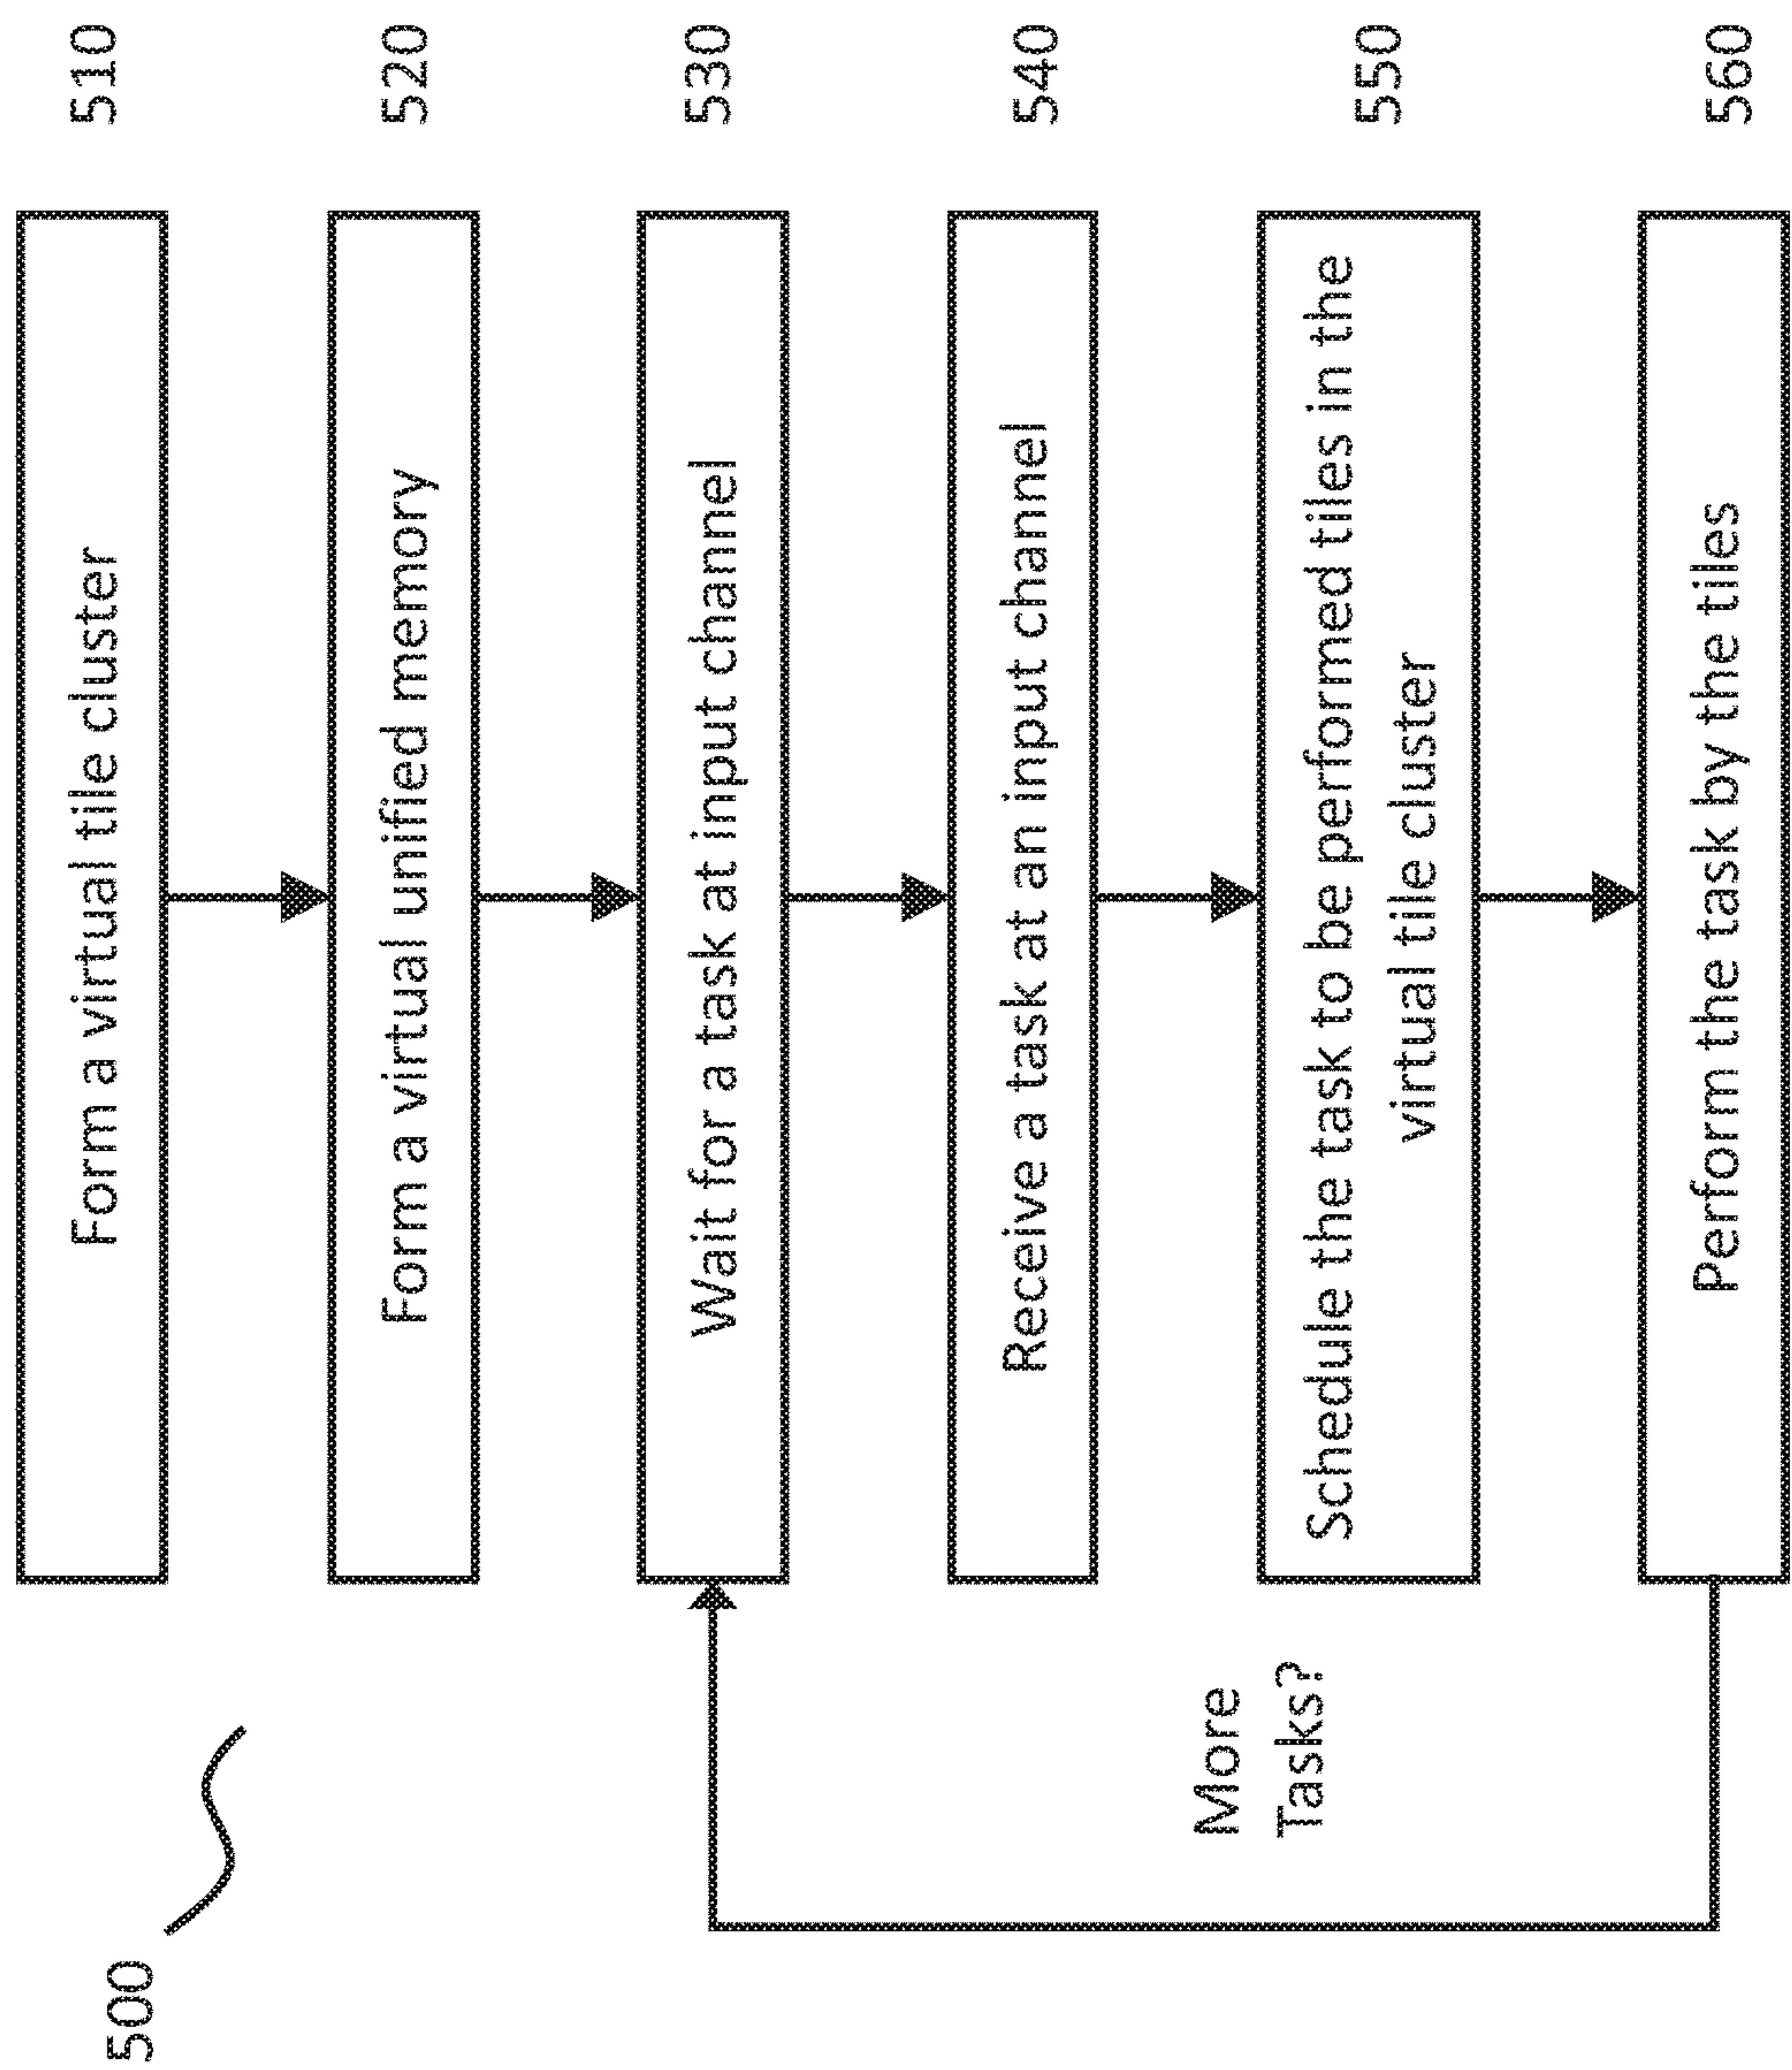 500
Form a virtual tile cluster
510
Form a virtual unified memory
520
Wait for a task at input channel
530
Receive a task at an input channel
540
Schedule the task to be performed tiles in the
virtual tile cluster
550
More
Tasks?
Perform the task by the tiles
560